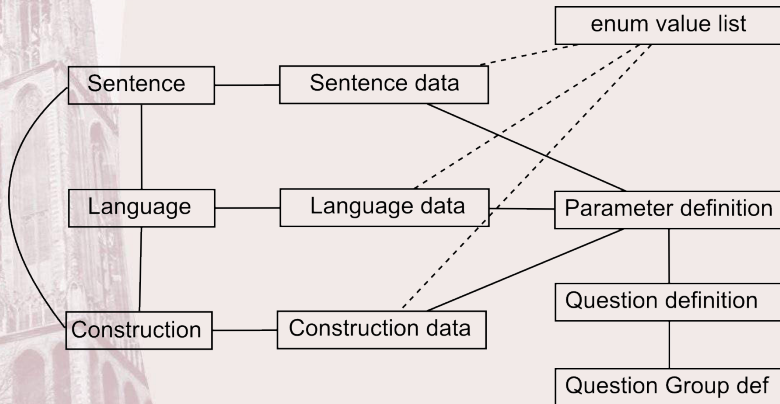 enum value list
Sentence
Sentence data
Language
Language data
Parameter definition
Question definition
Construction
Construction data
Question Group def